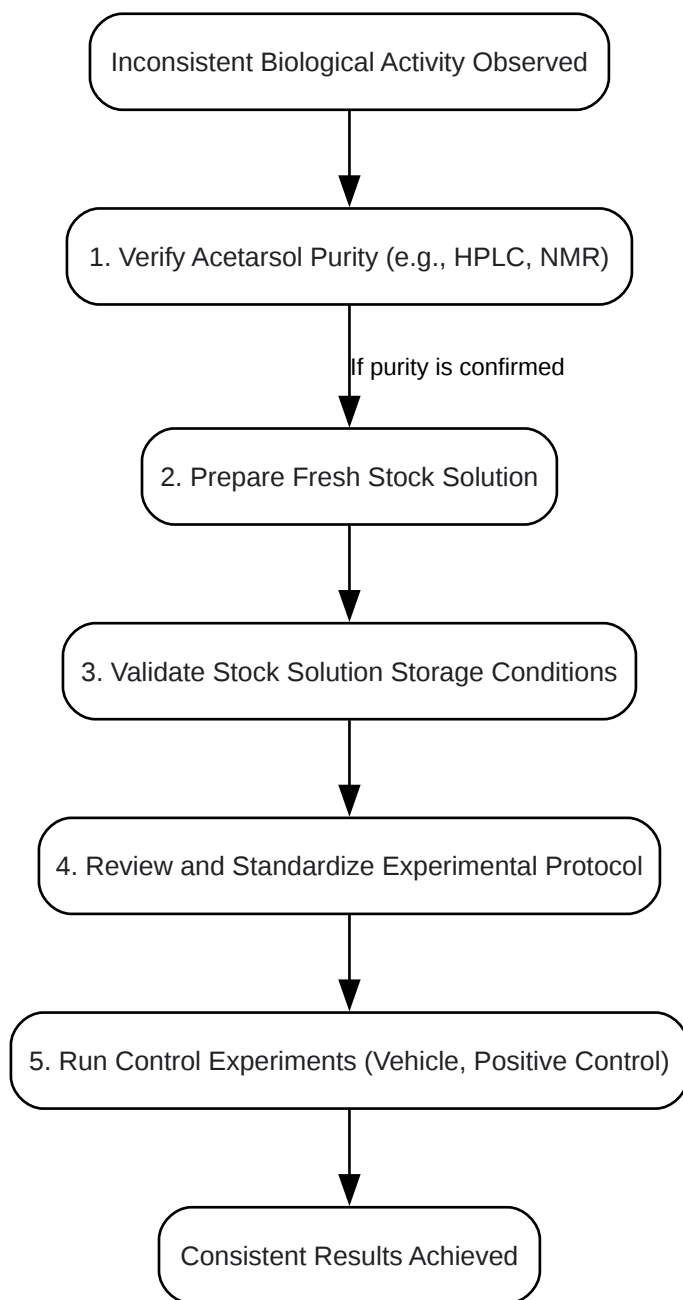 Inconsistent Biological Activity Observed
1. Verify Acetarsol Purity (e.g., HPLC, NMR)
If purity is confirmed
2. Prepare Fresh Stock Solution
3. Validate Stock Solution Storage Conditions
4. Review and Standardize Experimental Protocol
5. Run Control Experiments (Vehicle, Positive Control)
Consistent Results Achieved